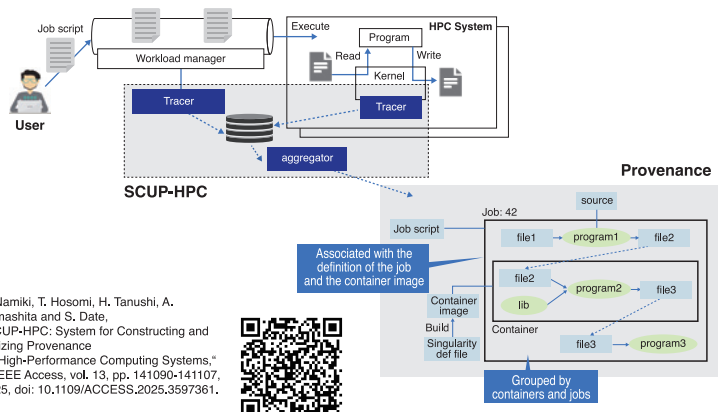 Job script
Execute
HPC System
Program
Workload manager
Read
Write
Kernel
User
Tracer
Tracer
aggregator
SCUP-HPC
Provenance
source
Job: 42
Job script
file1
program1
file2
Associated with the
definition of the job
and the container image
file2
program2
file3
Container
image
lib
Build
Container
Singularity
def file
file3
program3
Grouped by
containers and jobs
Namiki, T. Hosomi, H. Tanushi, A.
mashita and S. Date,
CUP-HPC: System for Constructing and
izing Provenance
High-Performance Computing Systems,“
EEE Access, vol. 13, pp. 141090-141107,
25, doi: 10.1109/ACCESS.2025.3597361.